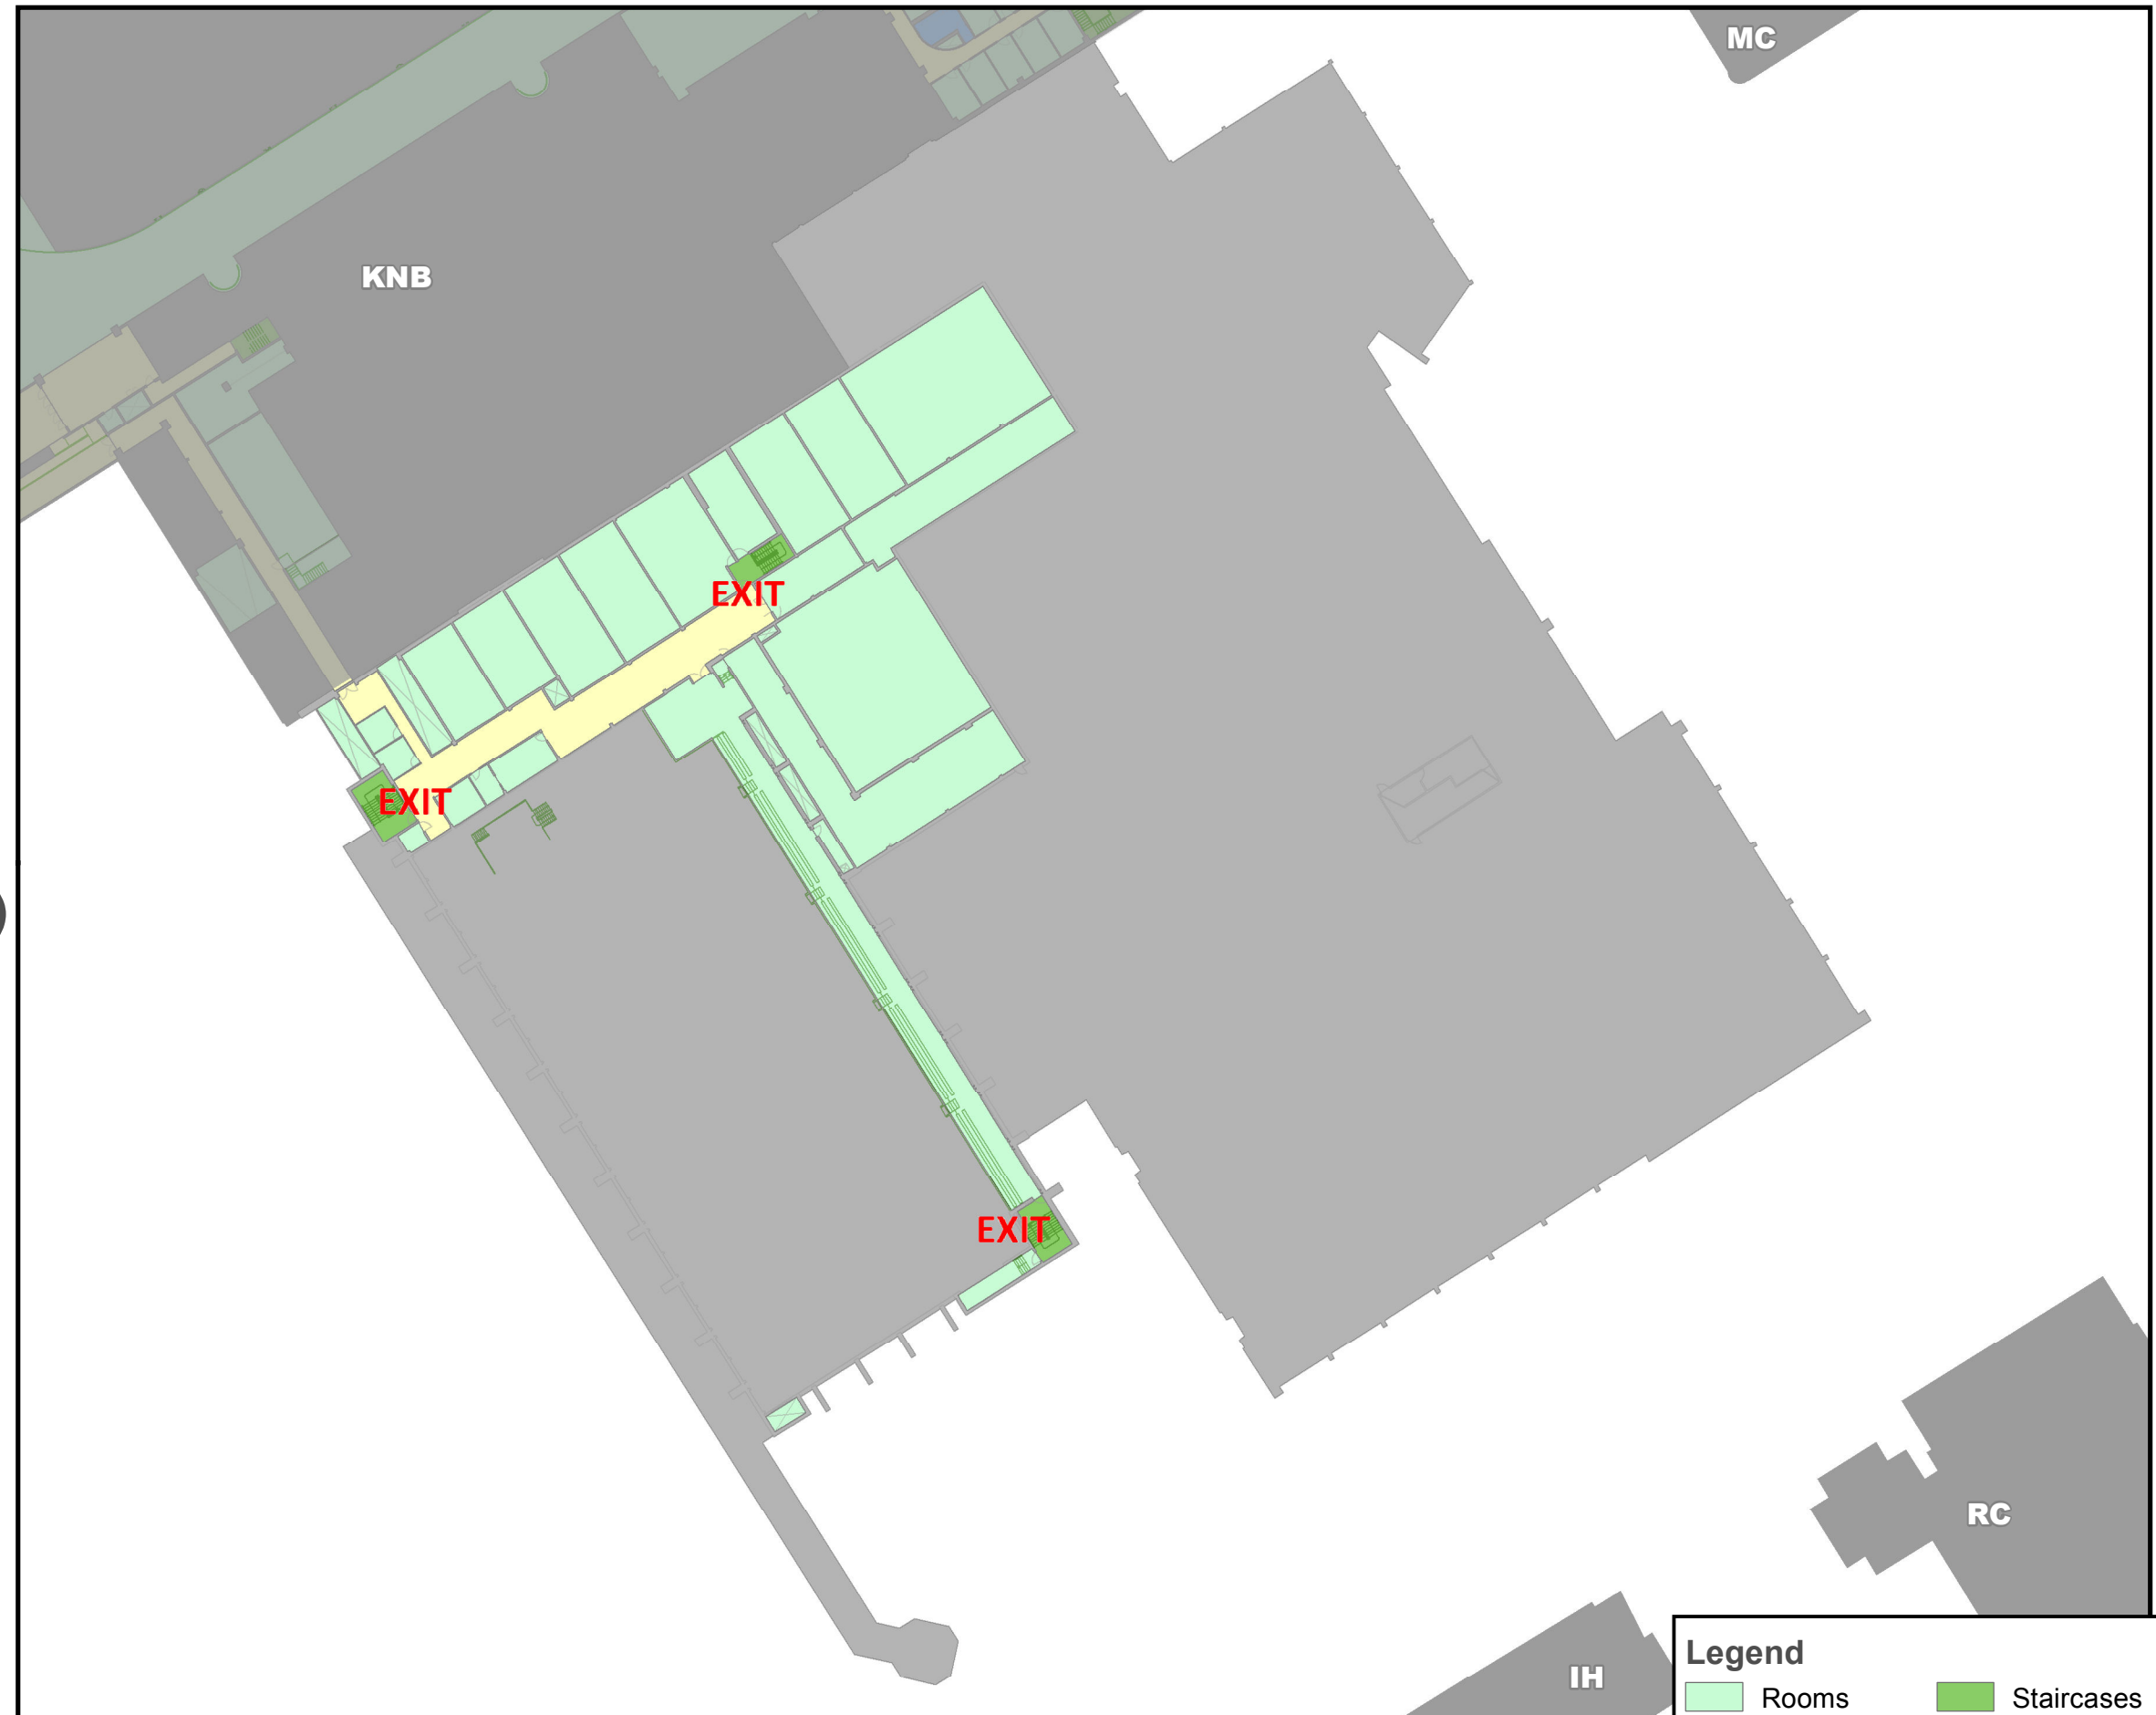 MC
KNB
EXIT
EXIT
EXIT
RC
IH
Legend
Rooms Staircases